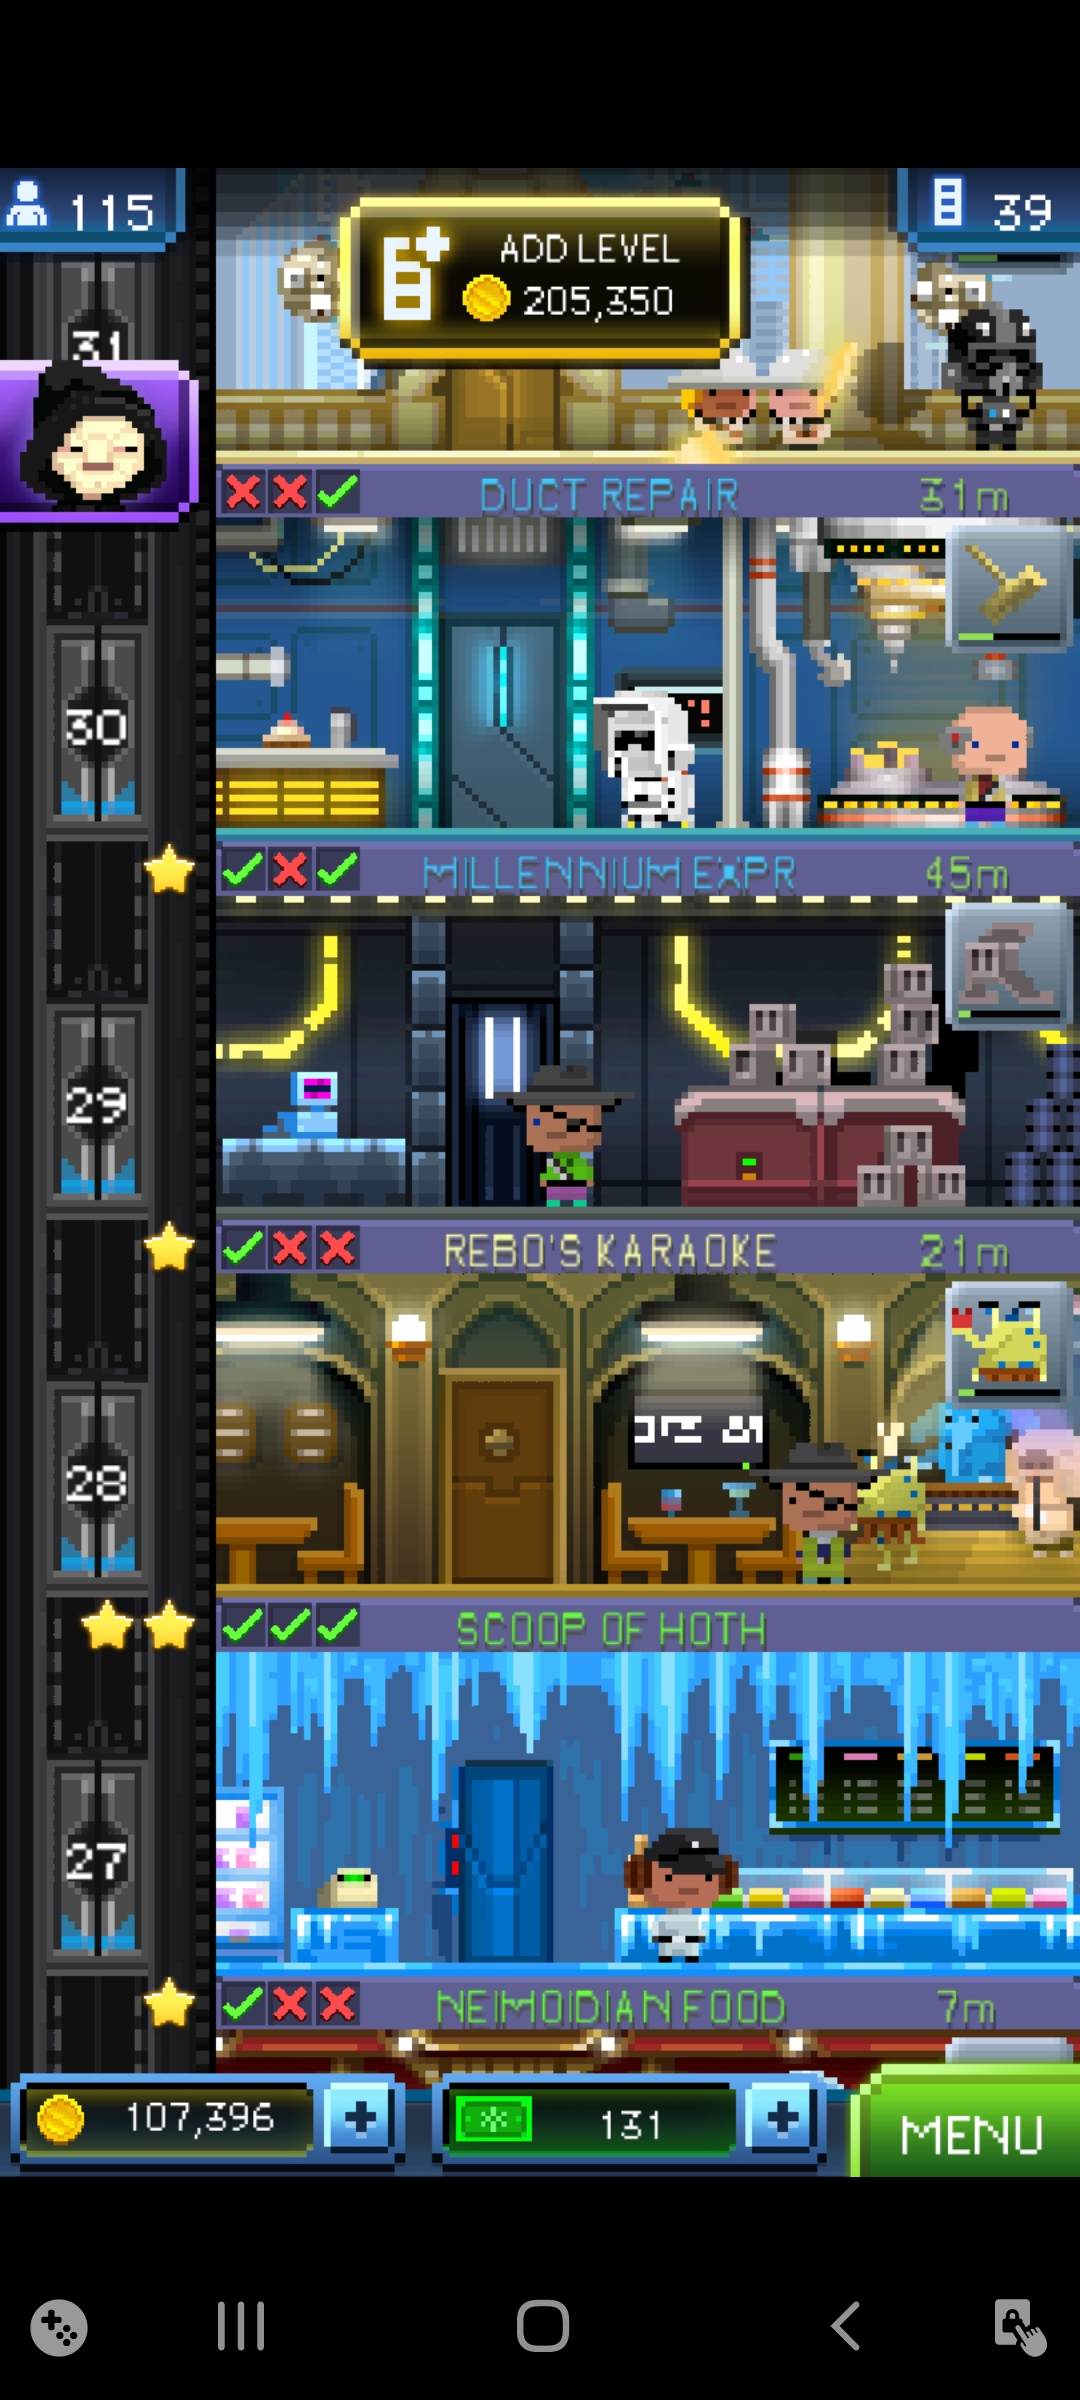 115
39
ADD LEVEL
205,350
31
DUCT REPAIR 31m
30
MILLENNIUM EXPR 45m
29
REBO'S KARAOKE 21m
28
SCOOP OF HOTH
27
NEIMOIDIAN FOOD 7m
107,396
131
MENU